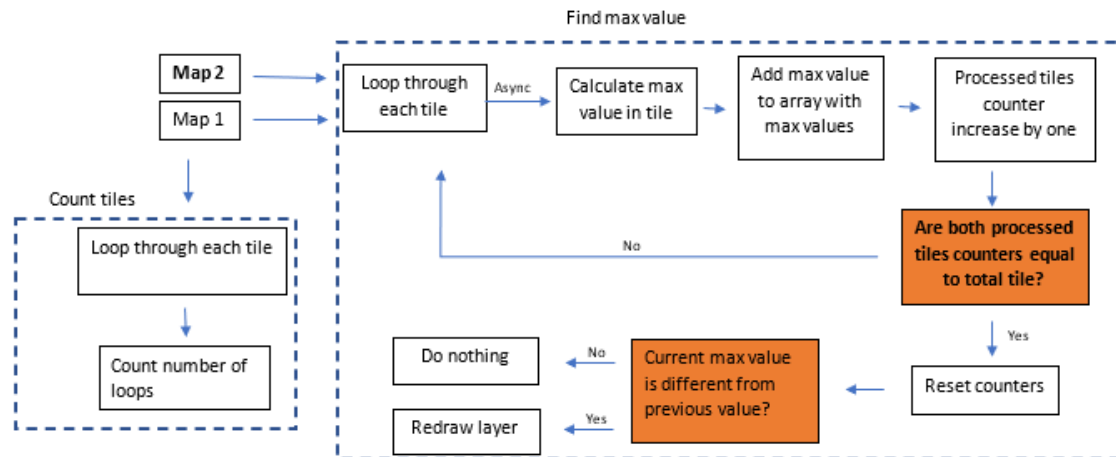 Find max value
Map 2
Map 1
Loop through
each tile
Async
Calculate max
value in tile
Add max value
to array with
max values
Processed tiles
counter
increase by one
Count tiles
Loop through each tile
Count number of
loops
Are both processed
tiles counters equal
to total tile?
No
Yes
Reset counters
Current max value
is different from
previous value?
No
Do nothing
Yes
Redraw layer